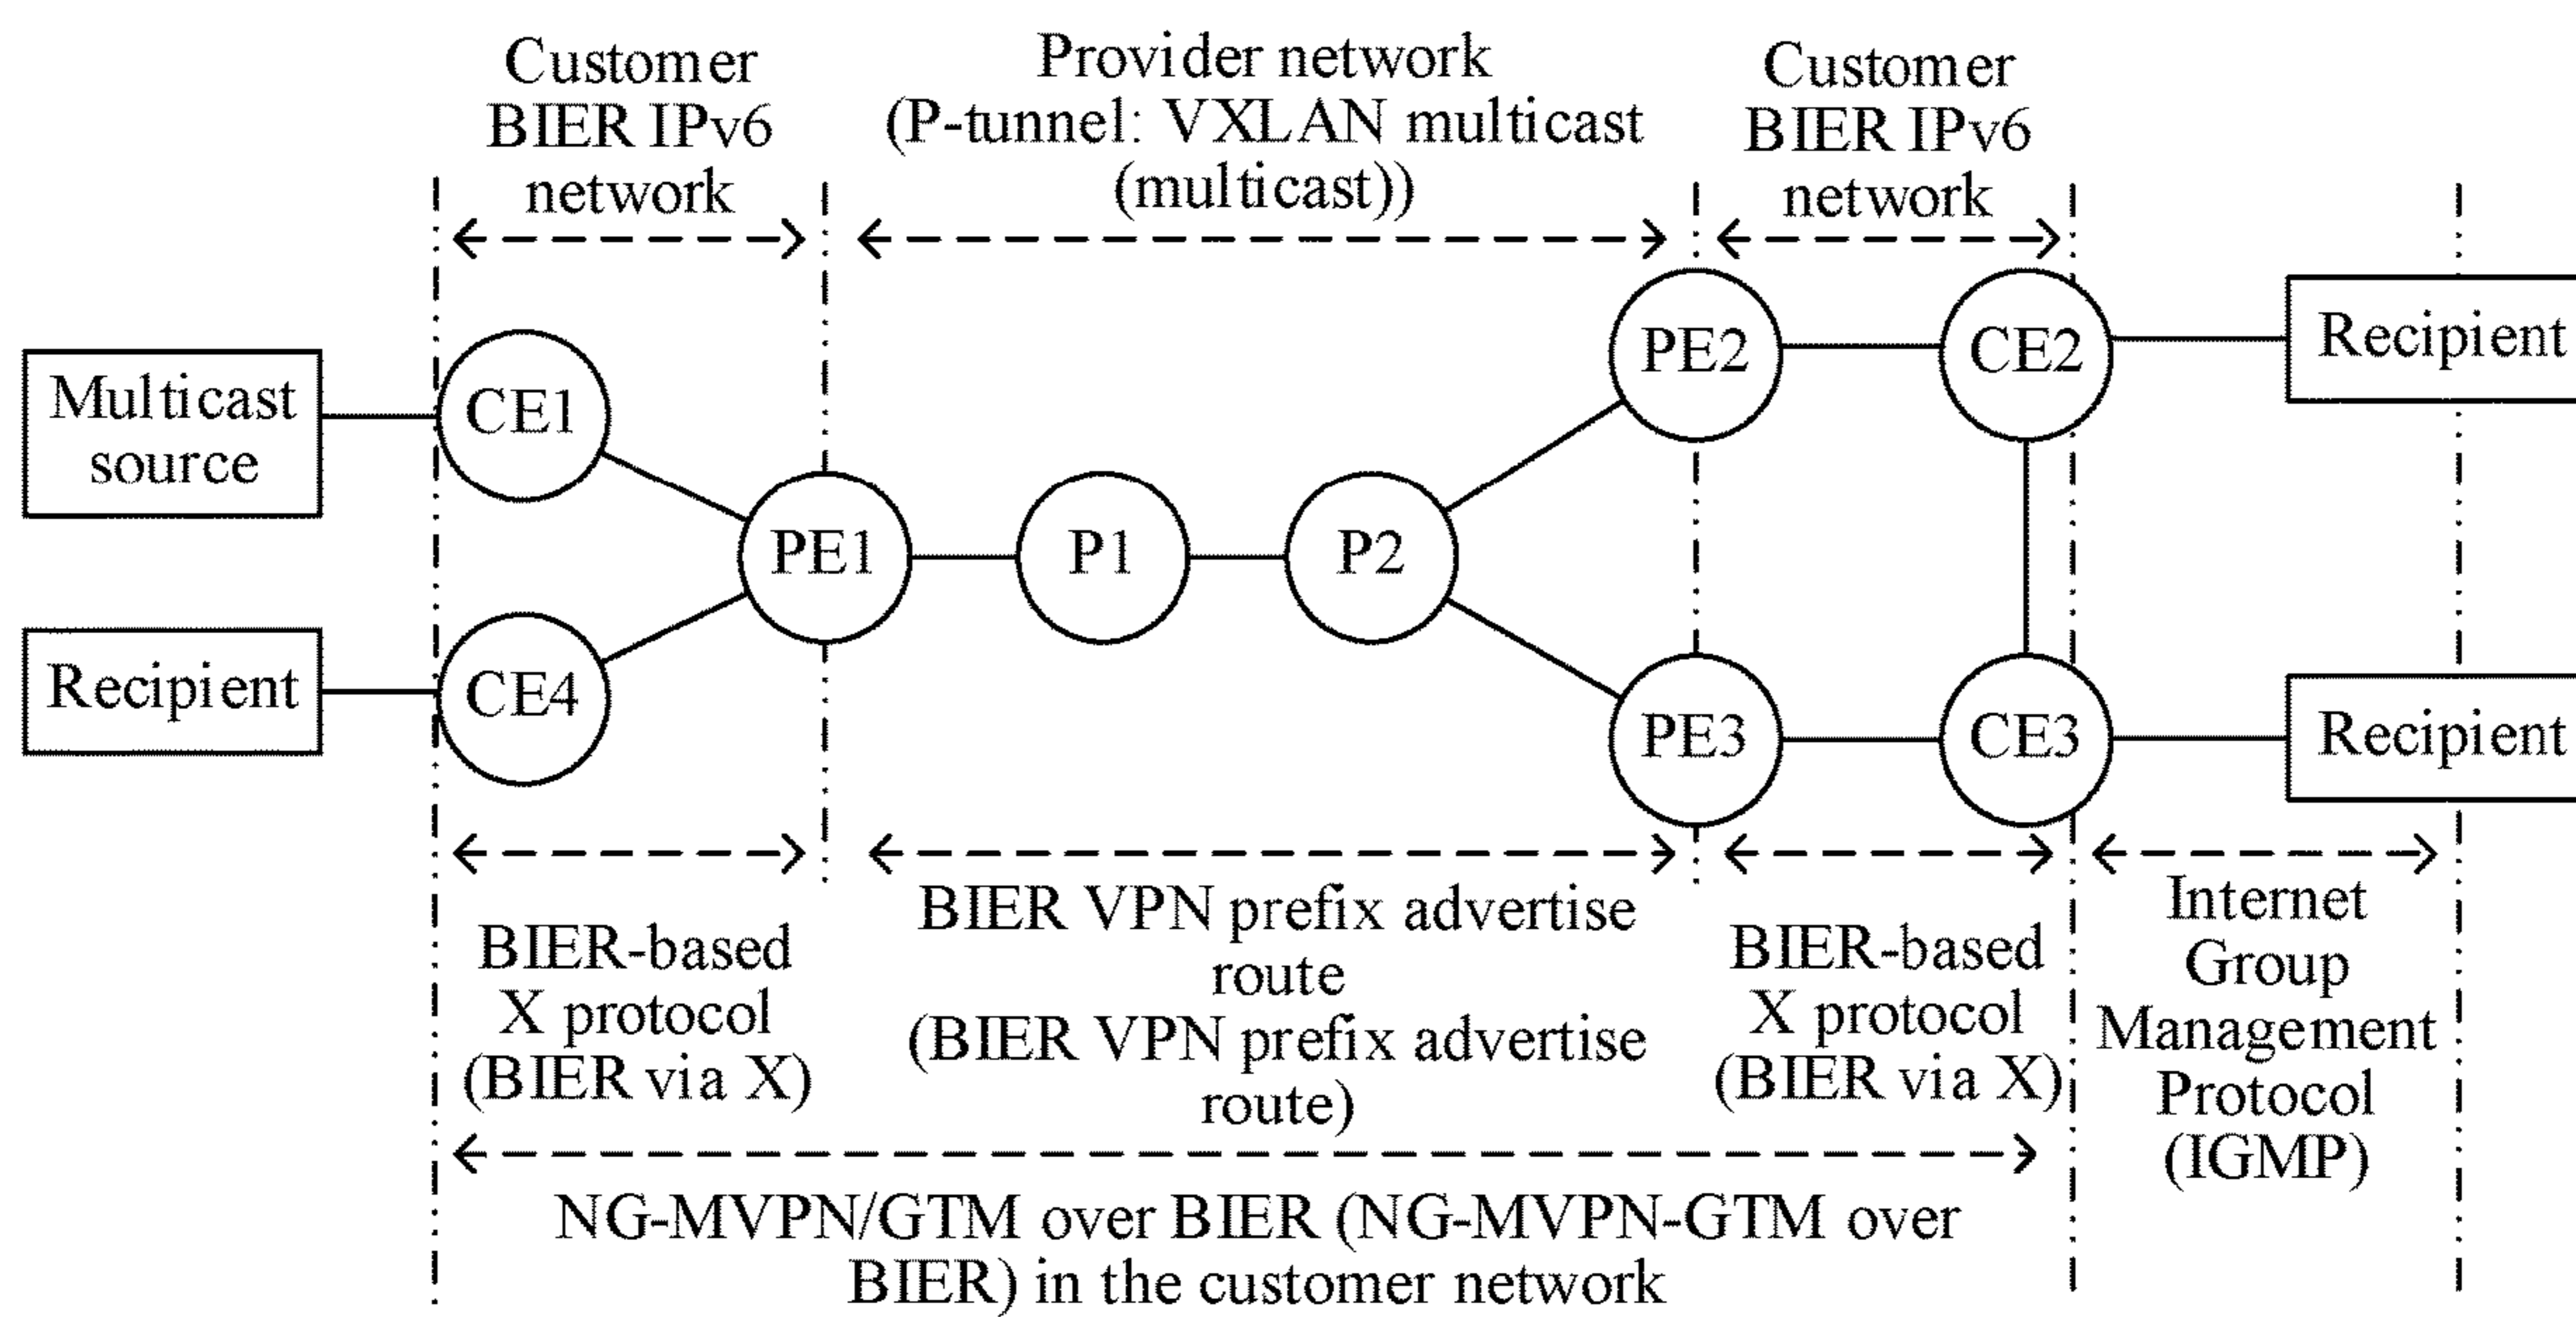 Customer
BIER IPv6
network
Provider network
(P-tunnel: VXLAN multicast
(multicast))
Customer
BIER IPv6
network
Multicast
source
CE1
PE2
CE2
Recipient
PE1
P1
P2
Recipient
CE4
PE3
CE3
Recipient
BIER-based
X protocol
(BIER via X)
BIER VPN prefix advertise
route
(BIER VPN prefix advertise
route)
BIER-based
X protocol
(BIER via X)
Internet
Group
Management
Protocol
(IGMP)
NG-MVPN/GTM over BIER (NG-MVPN-GTM over
BIER) in the customer network